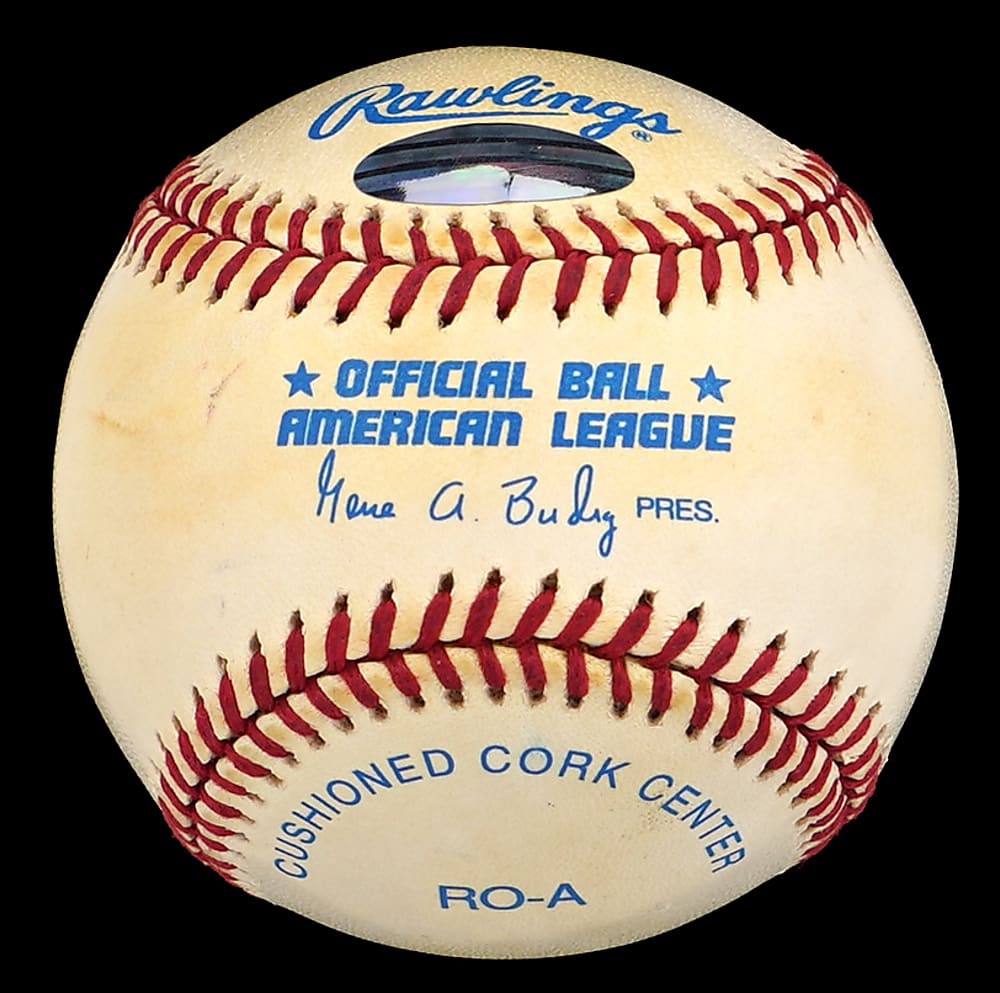 Rawlings®
★ OFFICIAL BALL ★
AMERICAN LEAGUE
Gene A. Budig PRES.
CUSHIONED CORK CENTER
RO-A